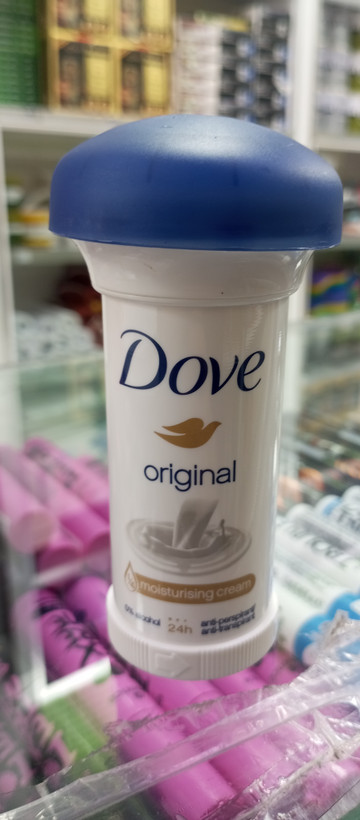 Dove
original
moisturising cream
0% alcohol 24h anti-perspirant
anti-transpirant